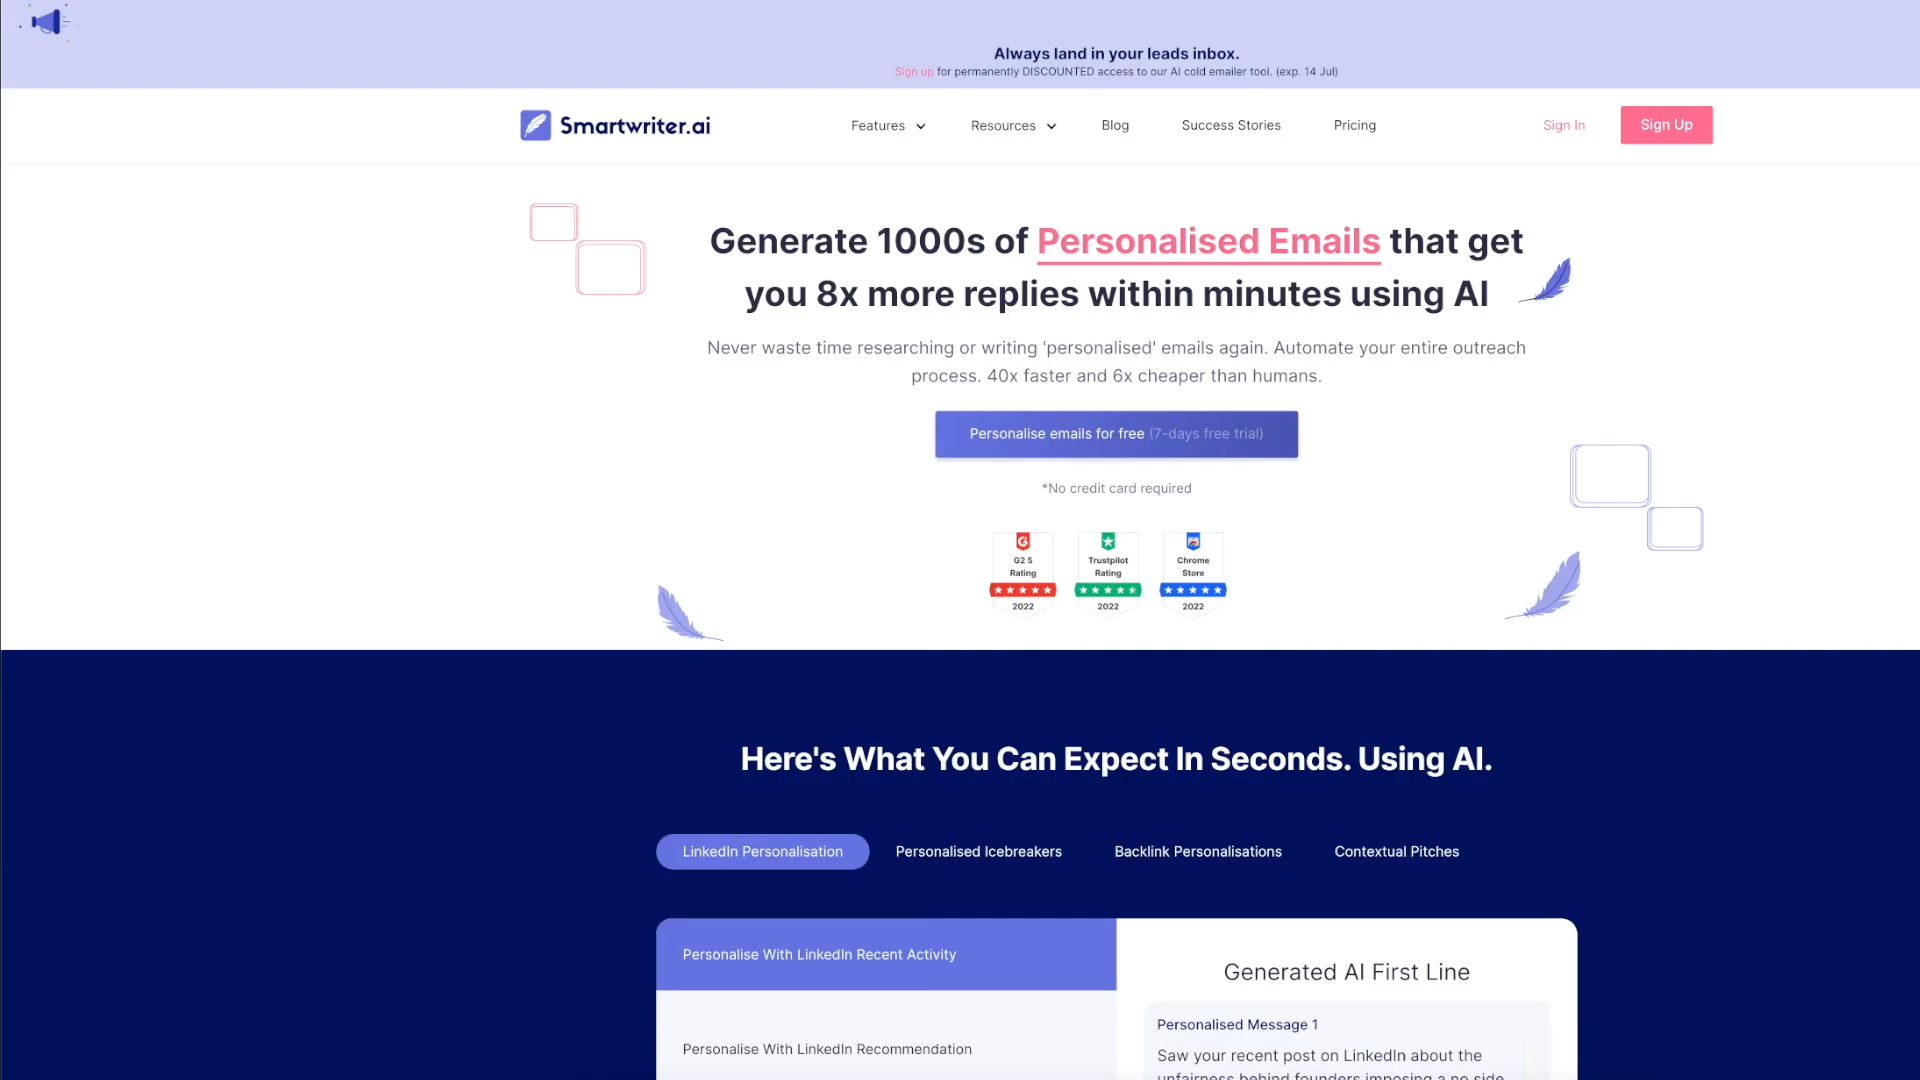 Always land in your leads inbox.
Sign up for permanently DISCOUNTED access to our AI cold emailer tool. (exp. 14 Jul)
Smartwriter.ai
Features
Resources
Blog
Success Stories
Pricing
Sign In
Sign Up
Generate 1000s of Personalised Emails that get
you 8x more replies within minutes using AI
Never waste time researching or writing 'personalised' emails again. Automate your entire outreach
process. 40x faster and 6x cheaper than humans.
Personalise emails for free (7-days free trial)
*No credit card required
G2 5
Rating
2022
Trustpilot
Rating
2022
Chrome
Store
2022
Here's What You Can Expect In Seconds. Using AI.
LinkedIn Personalisation
Personalised Icebreakers
Backlink Personalisations
Contextual Pitches
Personalise With LinkedIn Recent Activity
Personalise With LinkedIn Recommendation
Generated AI First Line
Personalised Message 1
Saw your recent post on LinkedIn about the
unfairness behind founders imposing a no side